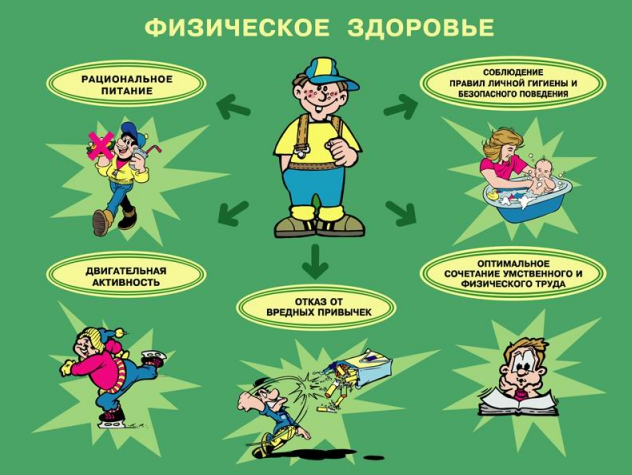 ФИЗИЧЕСКОЕ ЗДОРОВЬЕ
РАЦИОНАЛЬНОЕ
ПИТАНИЕ
СОБЛЮДЕНИЕ
ПРАВИЛ ЛИЧНОЙ ГИГИЕНЫ И
БЕЗОПАСНОГО ПОВЕДЕНИЯ
ДВИГАТЕЛЬНАЯ
АКТИВНОСТЬ
ОТКАЗ ОТ
ВРЕДНЫХ ПРИВЫЧЕК
ОПТИМАЛЬНОЕ
СОЧЕТАНИЕ УМСТВЕННОГО И
ФИЗИЧЕСКОГО ТРУДА